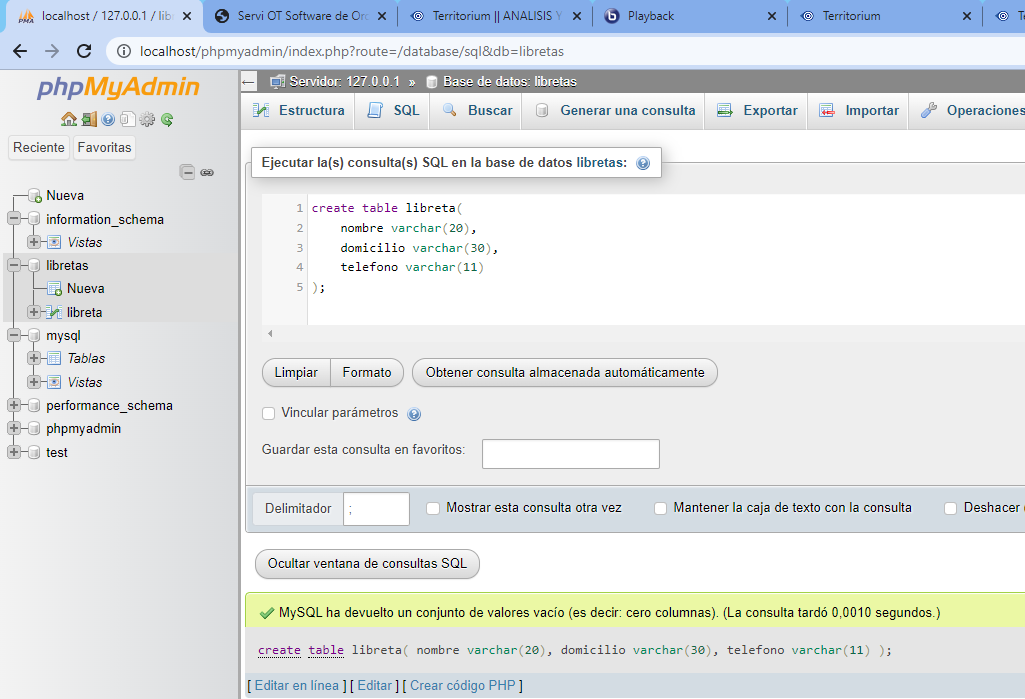 localhost / 127.0.0.1 / lib
Servi OT Software de Ord
Territorium || ANALISIS Y
Playback
Territorium
localhost/phpmyadmin/index.php?route=/database/sql&db=libretas
phpMyAdmin
Reciente
Favoritas
Nueva
information_schema
Vistas
libretas
Nueva
libreta
mysql
Tablas
Vistas
performance_schema
phpmyadmin
test
Servidor: 127.0.0.1 » Base de datos: libretas
Estructura
SQL
Buscar
Generar una consulta
Exportar
Importar
Operaciones
Ejecutar la(s) consulta(s) SQL en la base de datos libretas:
1 create table libreta(
2 nombre varchar(20),
3 domicilio varchar(30),
4 telefono varchar(11)
5 );
Limpiar
Formato
Obtener consulta almacenada automáticamente
Vincular parámetros
Guardar esta consulta en favoritos:
Delimitador ;
Mostrar esta consulta otra vez
Mantener la caja de texto con la consulta
Deshacer
Ocultar ventana de consultas SQL
MySQL ha devuelto un conjunto de valores vacío (es decir: cero columnas). (La consulta tardó 0,0010 segundos.)
create table libreta( nombre varchar(20), domicilio varchar(30), telefono varchar(11) );
[ Editar en línea ] [ Editar ] [ Crear código PHP ]